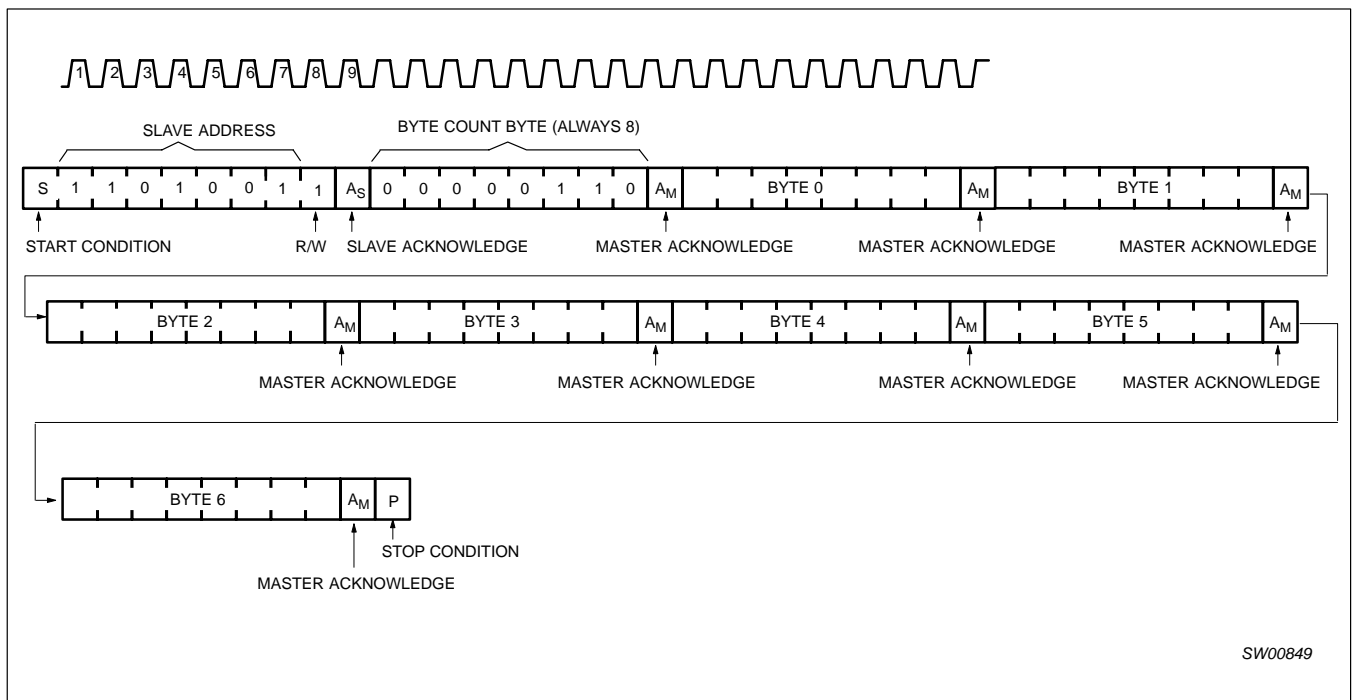 1 2 3 4 5 6 7 8 9
SLAVE ADDRESS
BYTE COUNT BYTE (ALWAYS 8)
S 1 1 0 1 0 0 1 1 AS 0 0 0 0 0 1 1 0 AM BYTE 0 AM BYTE 1 AM
START CONDITION R/W SLAVE ACKNOWLEDGE MASTER ACKNOWLEDGE MASTER ACKNOWLEDGE MASTER ACKNOWLEDGE
BYTE 2 AM BYTE 3 AM BYTE 4 AM BYTE 5 AM
MASTER ACKNOWLEDGE MASTER ACKNOWLEDGE MASTER ACKNOWLEDGE MASTER ACKNOWLEDGE
BYTE 6 AM P
STOP CONDITION
MASTER ACKNOWLEDGE
SW00849